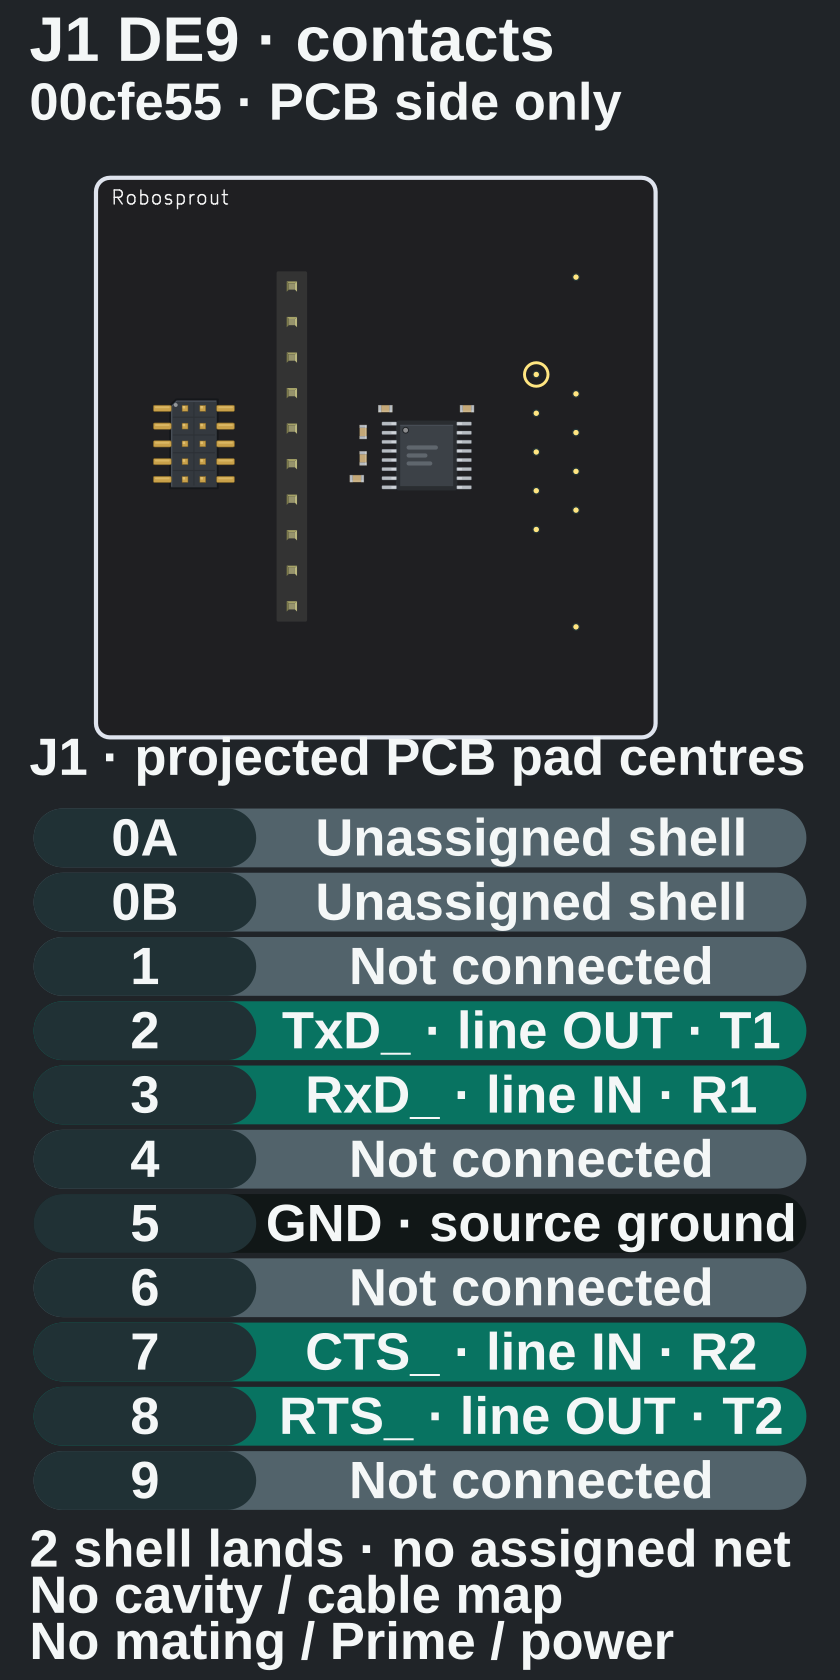 J1 DE9 · contacts
00cfe55 · PCB side only
Robosprout
J1 · projected PCB pad centres
0A Unassigned shell
0B Unassigned shell
1 Not connected
2 TxD_ · line OUT · T1
3 RxD_ · line IN · R1
4 Not connected
5 GND · source ground
6 Not connected
7 CTS_ · line IN · R2
8 RTS_ · line OUT · T2
9 Not connected
2 shell lands · no assigned net
No cavity / cable map
No mating / Prime / power